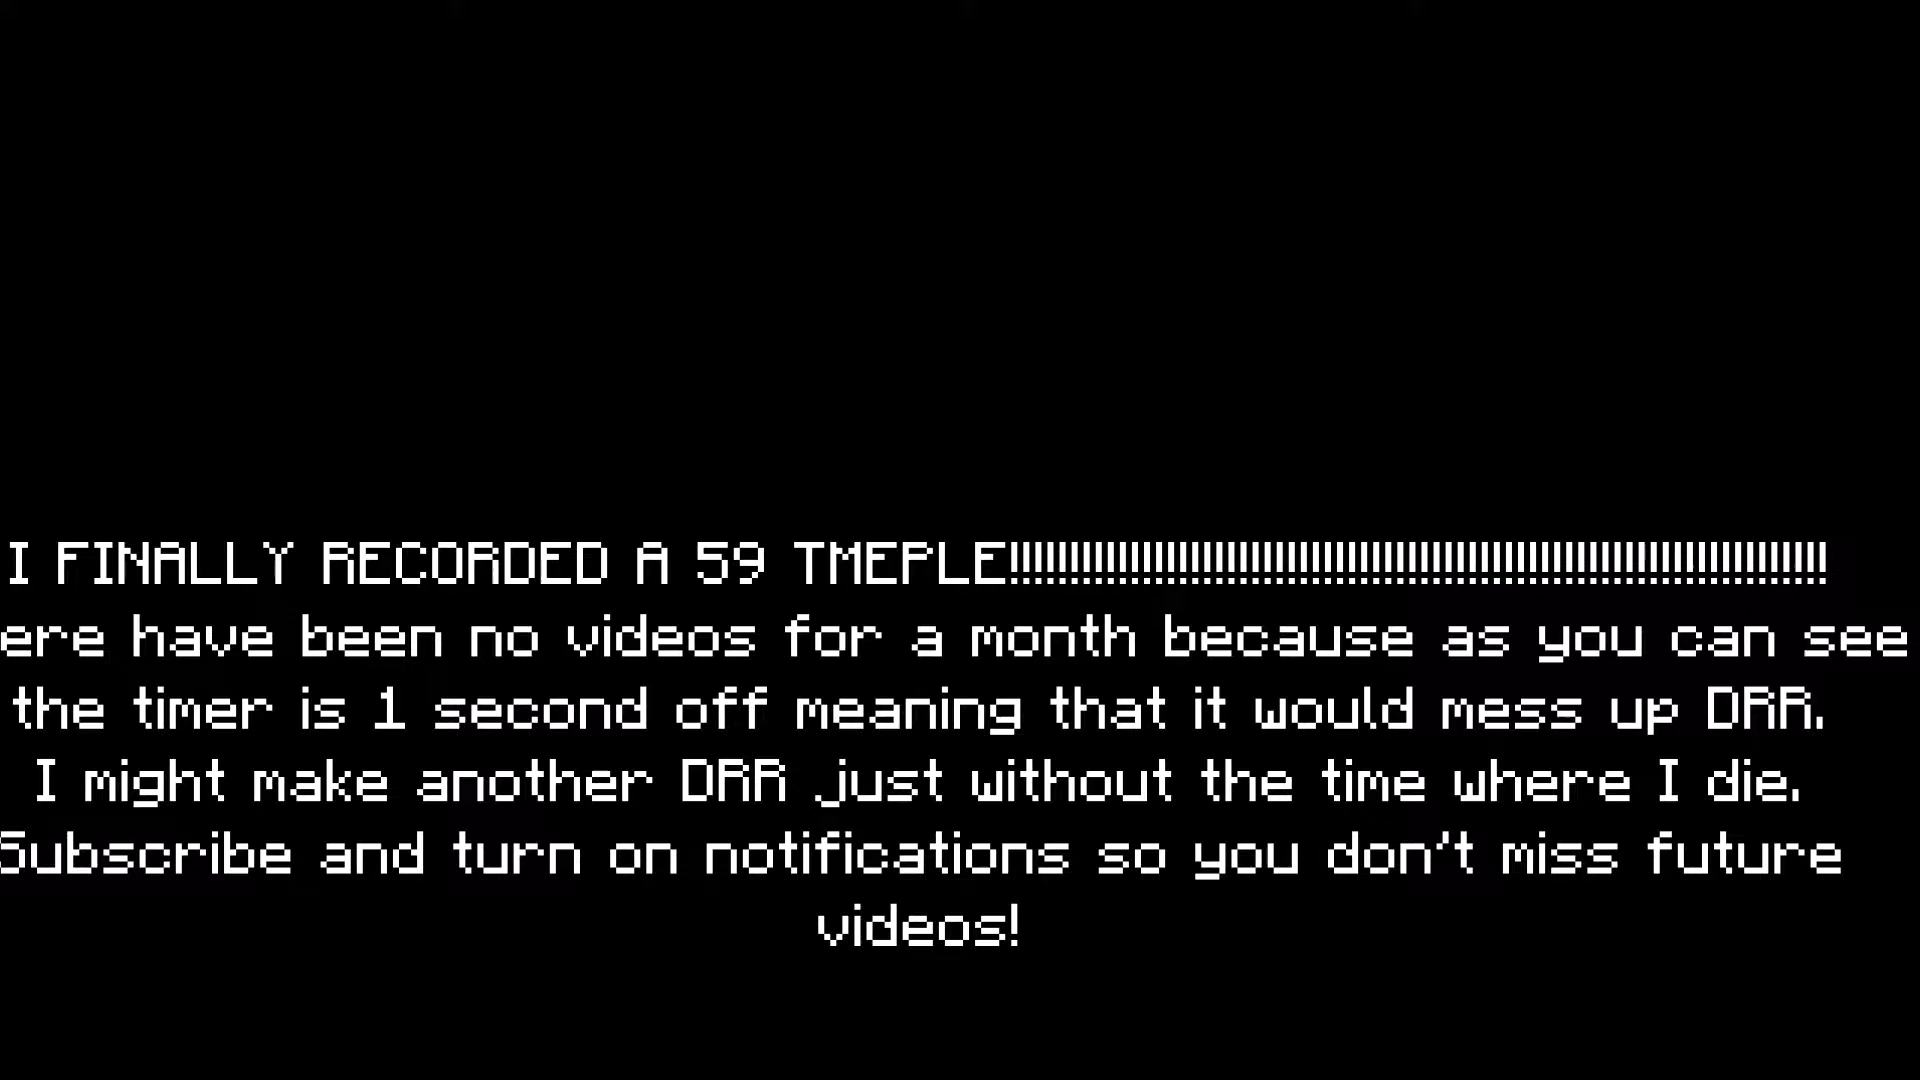 I FINALLY RECORDED A 59 TMEPLE!!!!!!!!!!!!!!!!!!!!!!!!!!!!!!!!!!!!!!!!!!!!!!!!!!!!!!!!!!!!!!!!!!!!
ere have been no videos for a month because as you can see
the timer is 1 second off meaning that it would mess up DRR.
I might make another DRR just without the time where I die.
Subscribe and turn on notifications so you don't miss future
videos!